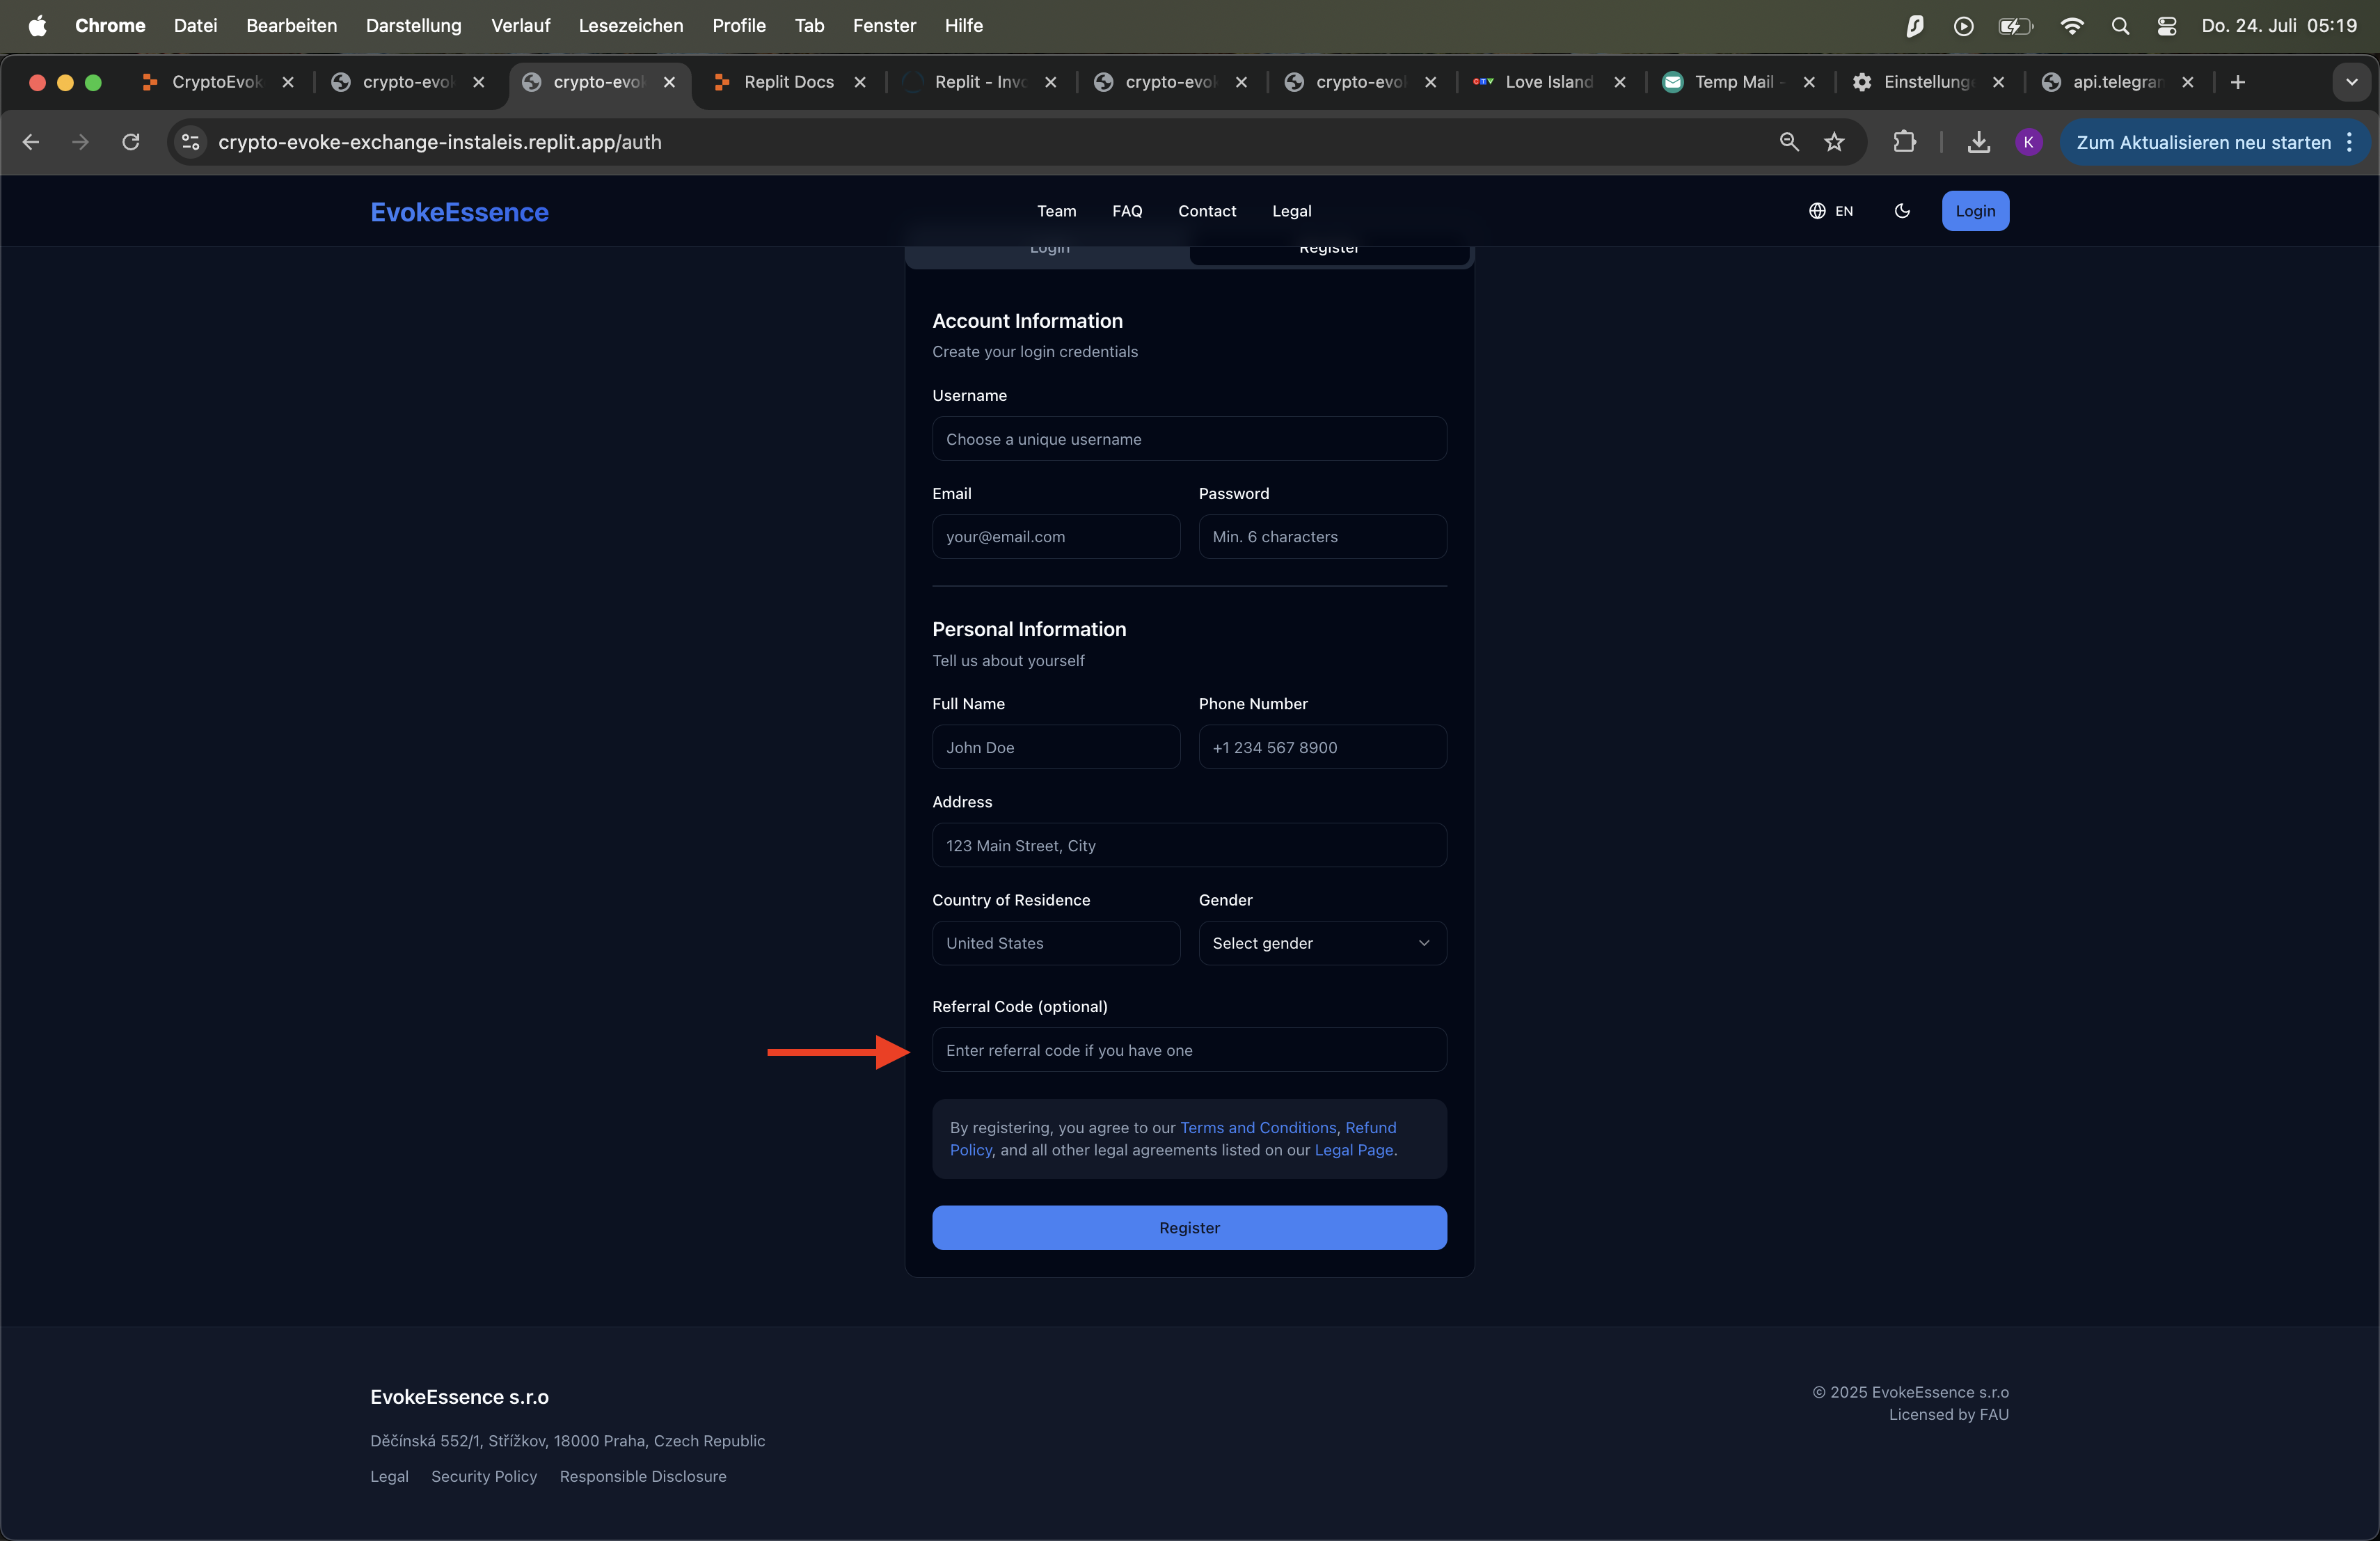 Chrome Datei Bearbeiten Darstellung Verlauf Lesezeichen Profile Tab Fenster Hilfe Do. 24. Juli 05:19
CryptoEvok crypto-evok crypto-evok Replit Docs Replit - Invo crypto-evo crypto-evol CTV Love Island Temp Mail - Einstellung api.telegran
crypto-evoke-exchange-instaleis.replit.app/auth K Zum Aktualisieren neu starten
EvokeEssence Team FAQ Contact Legal EN Login
Login Register
Account Information
Create your login credentials
Username
Choose a unique username
Email Password
your@email.com Min. 6 characters
Personal Information
Tell us about yourself
Full Name Phone Number
John Doe +1 234 567 8900
Address
123 Main Street, City
Country of Residence Gender
United States Select gender
Referral Code (optional)
Enter referral code if you have one
By registering, you agree to our Terms and Conditions, Refund
Policy, and all other legal agreements listed on our Legal Page.
Register
EvokeEssence s.r.o
© 2025 EvokeEssence s.r.o
Licensed by FAU
Děčínská 552/1, Střížkov, 18000 Praha, Czech Republic
Legal Security Policy Responsible Disclosure